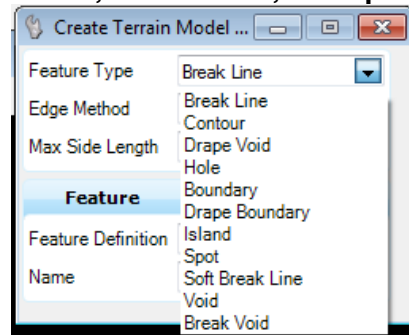 Create Terrain Model ...
Feature Type Break Line
Edge Method
Max Side Length
Break Line
Contour
Drape Void
Hole
Boundary
Drape Boundary
Island
Spot
Soft Break Line
Void
Break Void
Feature
Feature Definition
Name